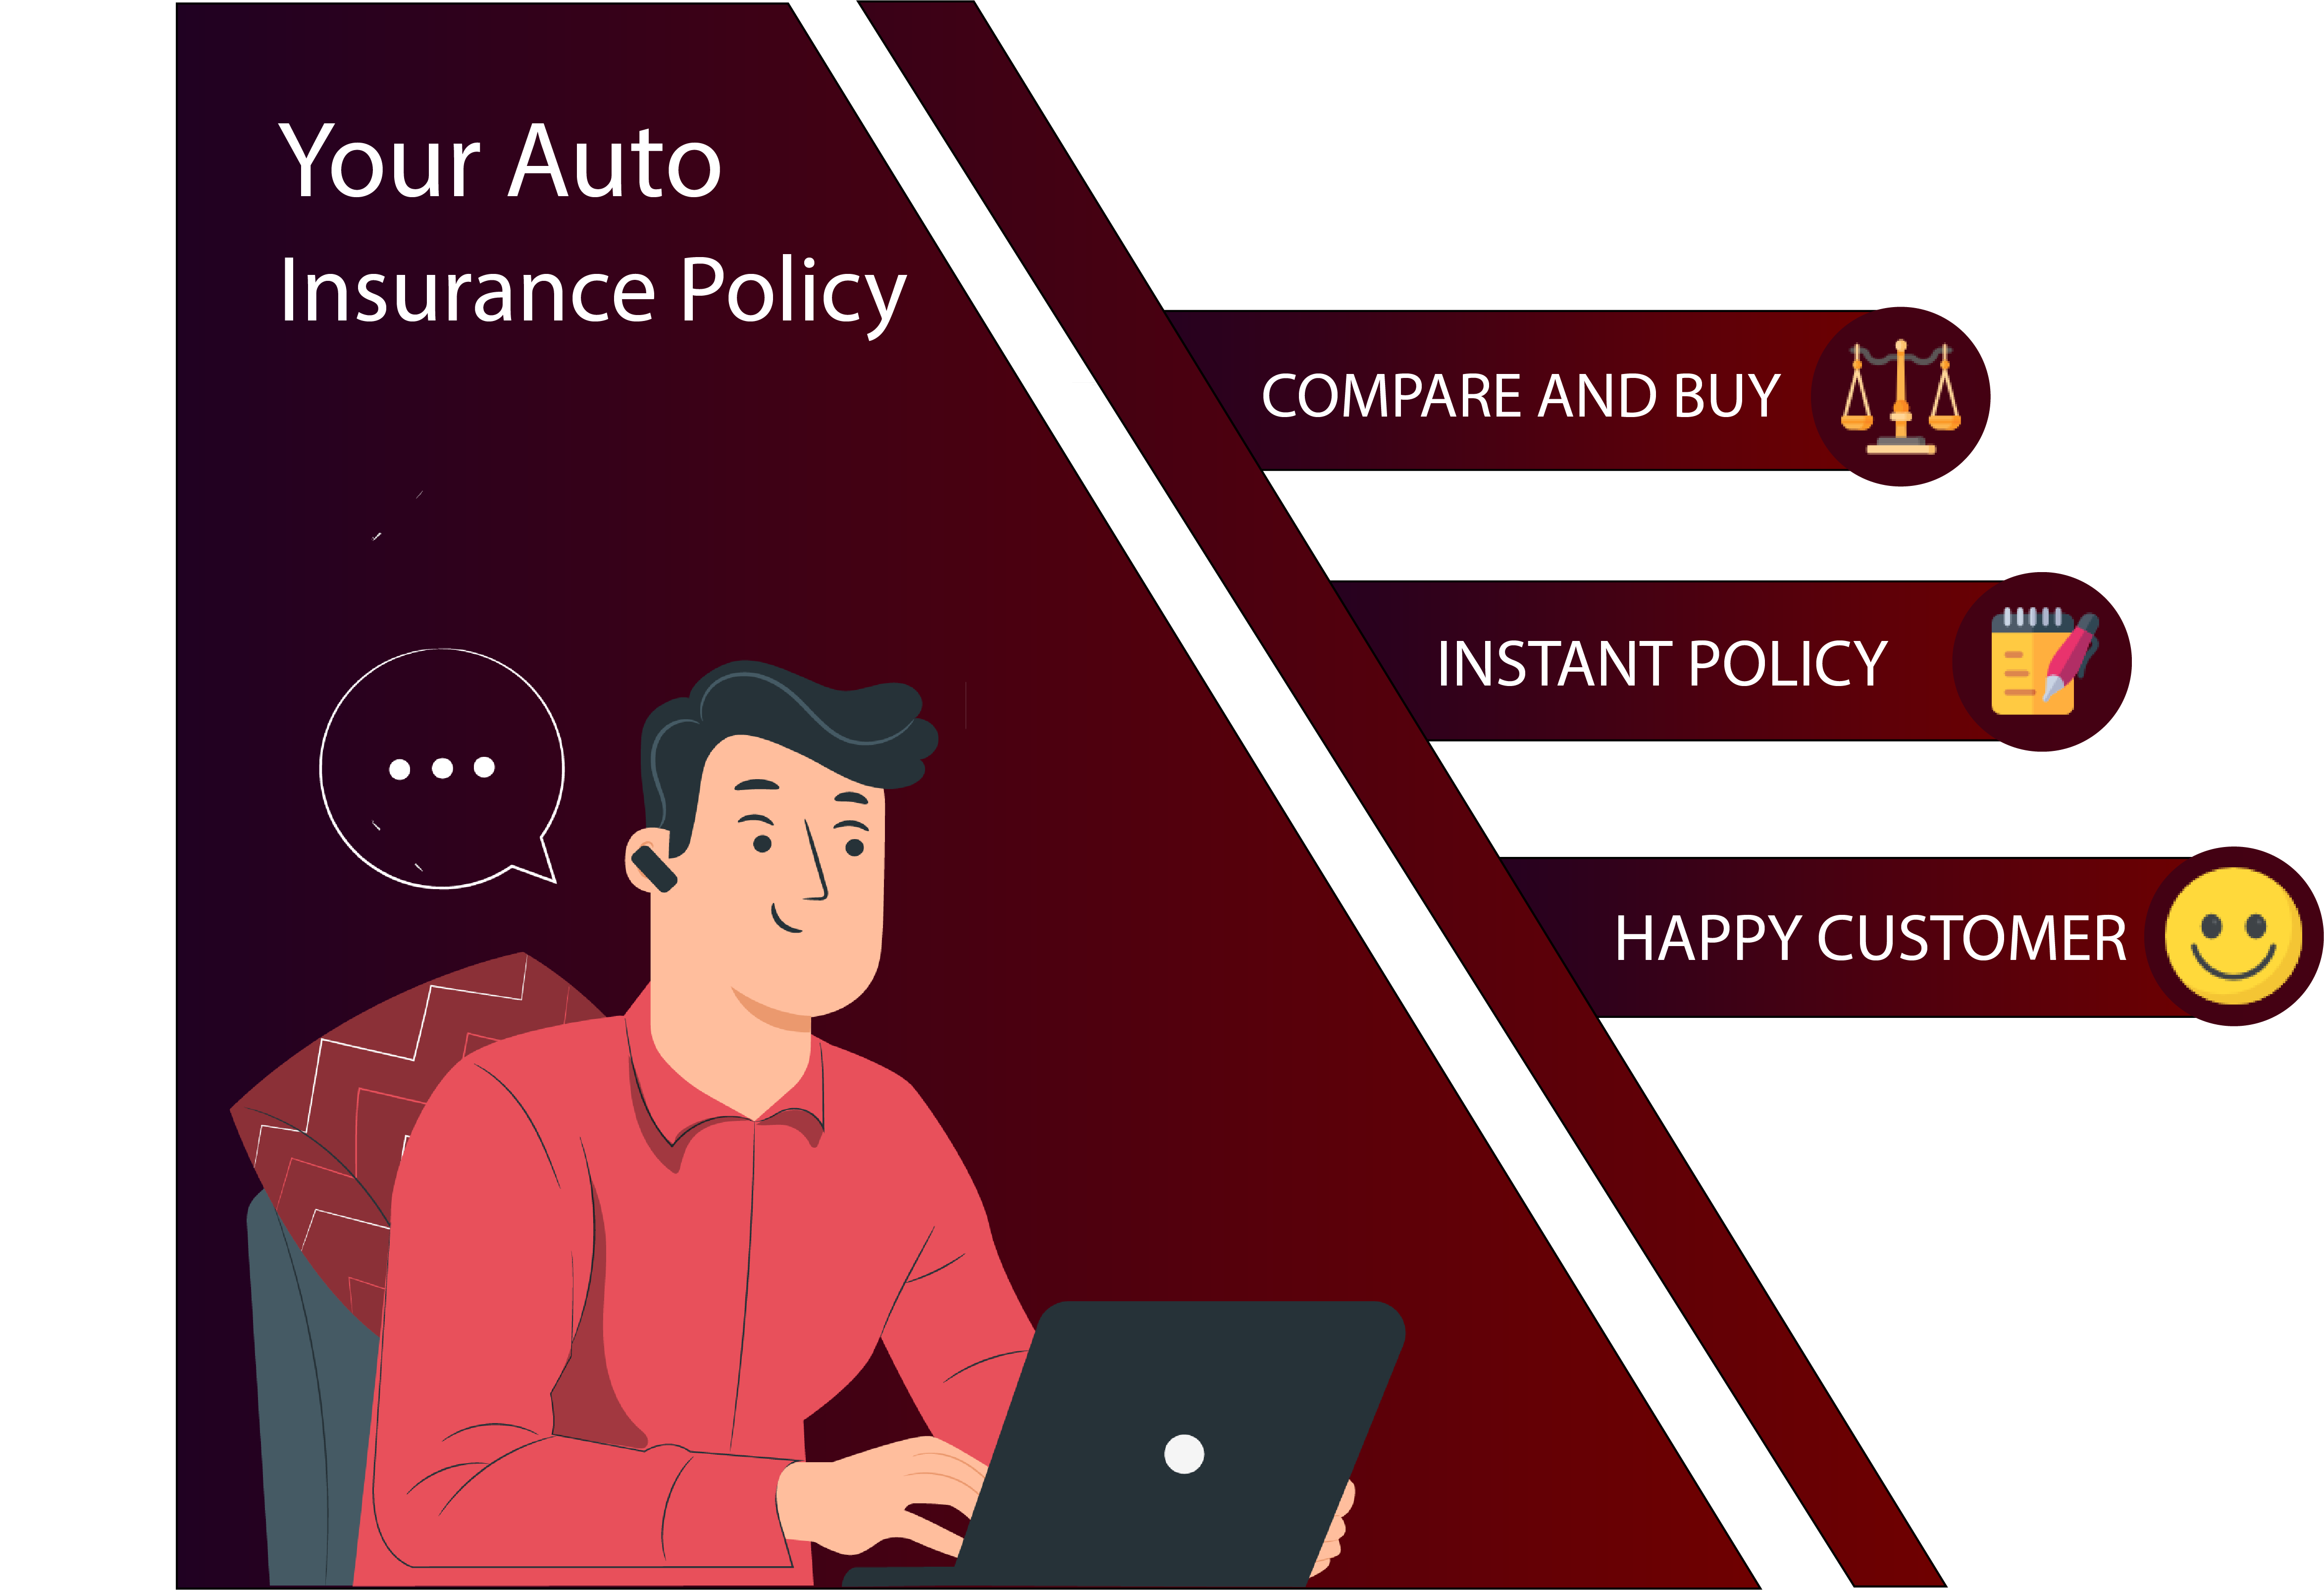 Your Auto
Insurance Policy
COMPARE AND BUY
INSTANT POLICY
HAPPY CUSTOMER